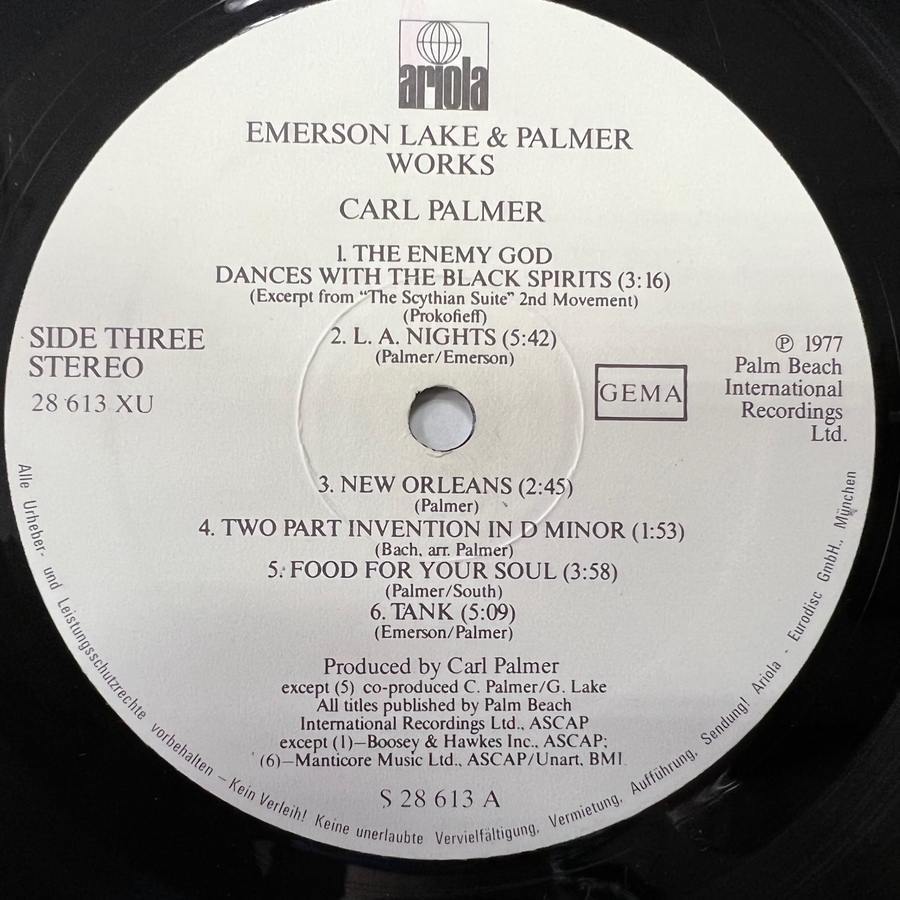 ariola
EMERSON LAKE & PALMER
WORKS
CARL PALMER
1. THE ENEMY GOD
DANCES WITH THE BLACK SPIRITS (3:16)
(Excerpt from “The Scythian Suite” 2nd Movement)
(Prokofieff)
2. L. A. NIGHTS (5:42)
(Palmer/Emerson)
SIDE THREE
STEREO
28 613 XU
GEMA
℗ 1977
Palm Beach
International
Recordings
Ltd.
3. NEW ORLEANS (2:45)
(Palmer)
4. TWO PART INVENTION IN D MINOR (1:53)
(Bach, arr. Palmer)
5. FOOD FOR YOUR SOUL (3:58)
(Palmer/South)
6. TANK (5:09)
(Emerson/Palmer)
Produced by Carl Palmer
except (5) co-produced C. Palmer/G. Lake
All titles published by Palm Beach
International Recordings Ltd., ASCAP
except (1)—Boosey & Hawkes Inc., ASCAP;
(6)—Manticore Music Ltd., ASCAP/Unart, BMI
S 28 613 A
Alle Urheber- und Leistungsschutzrechte vorbehalten – Kein Verleih! Keine unerlaubte Vervielfältigung, Vermietung, Aufführung, Sendung! Ariola - Eurodisc GmbH., München